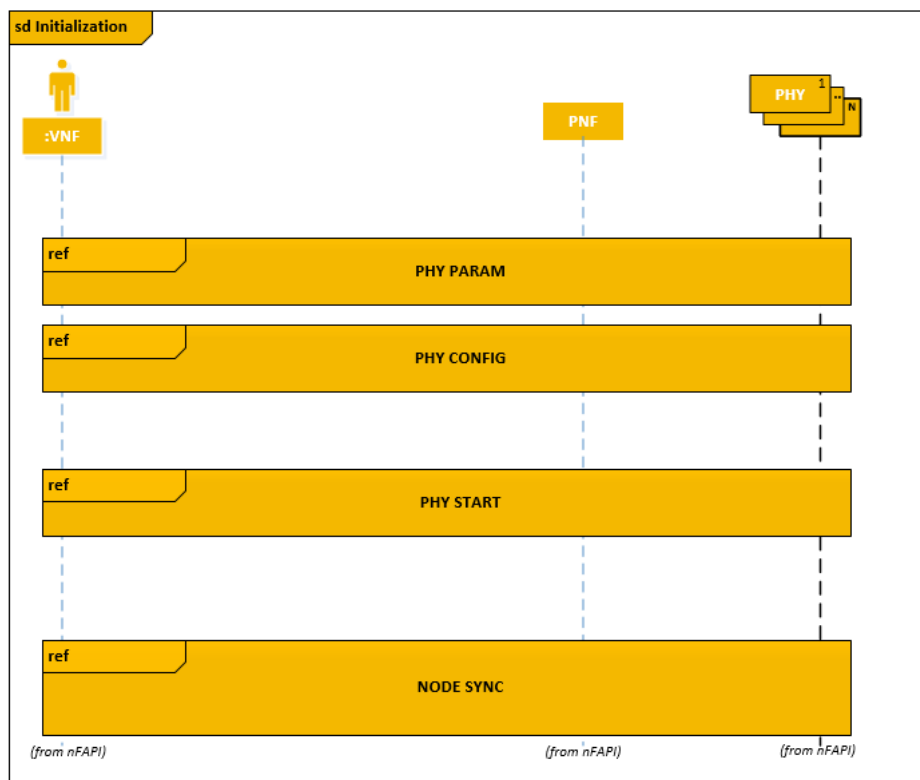 sd Initialization
:VNF
PNF
PHY
1
..
N
ref
PHY PARAM
ref
PHY CONFIG
ref
PHY START
ref
NODE SYNC
(from nFAPI)
(from nFAPI)
(from nFAPI)